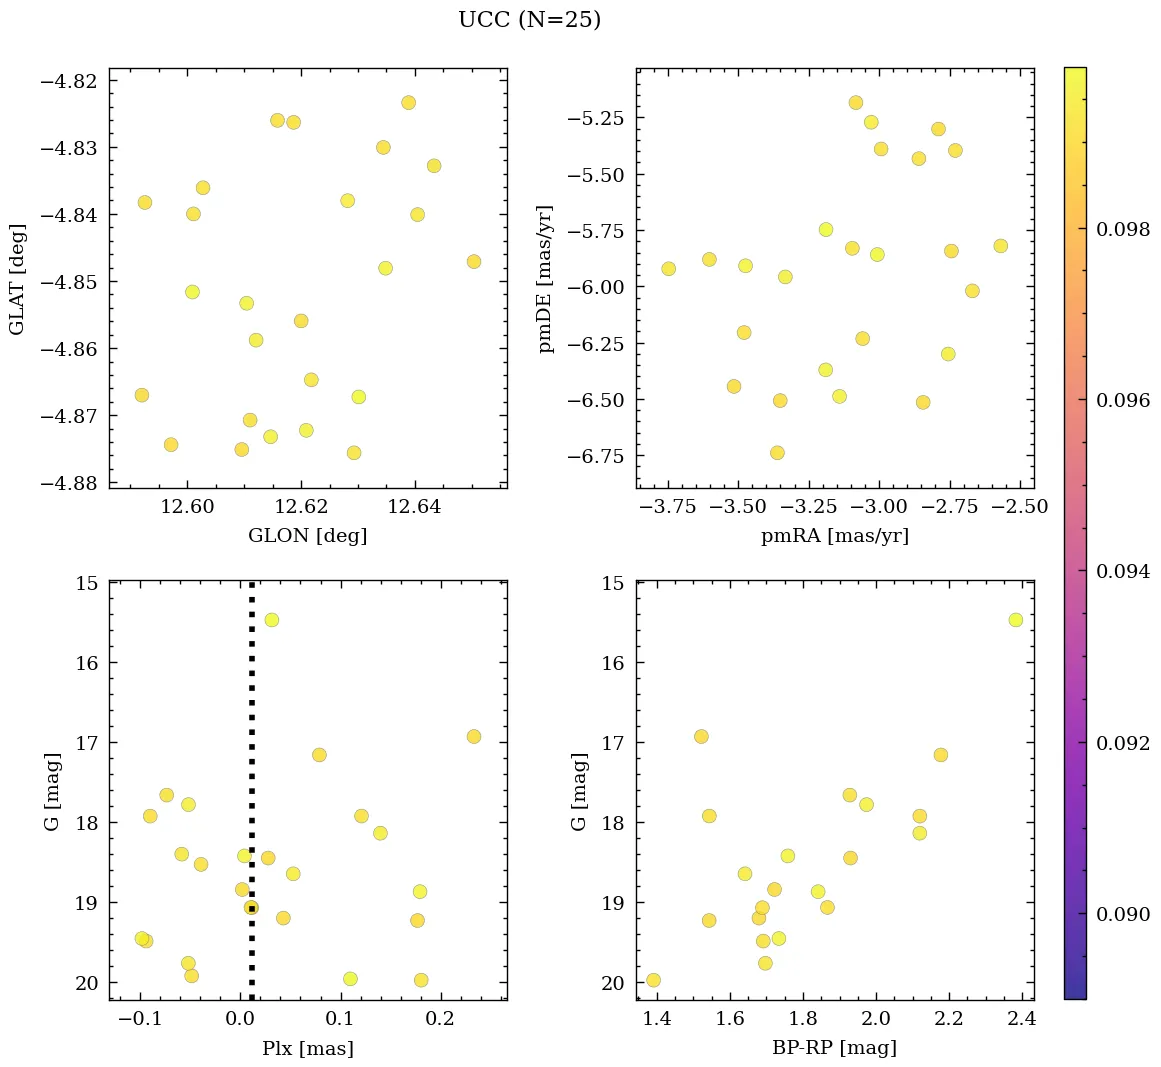 UCC (N=25)
−4.82
−4.83
−4.84
−4.85
−4.86
−4.87
−4.88
GLAT [deg]
12.60 12.62 12.64
GLON [deg]
−5.25
−5.50
−5.75
−6.00
−6.25
−6.50
−6.75
pmDE [mas/yr]
−3.75 −3.50 −3.25 −3.00 −2.75 −2.50
pmRA [mas/yr]
15
16
17
18
19
20
G [mag]
−0.1 0.0 0.1 0.2
Plx [mas]
15
16
17
18
19
20
G [mag]
1.4 1.6 1.8 2.0 2.2 2.4
BP-RP [mag]
0.098
0.096
0.094
0.092
0.090